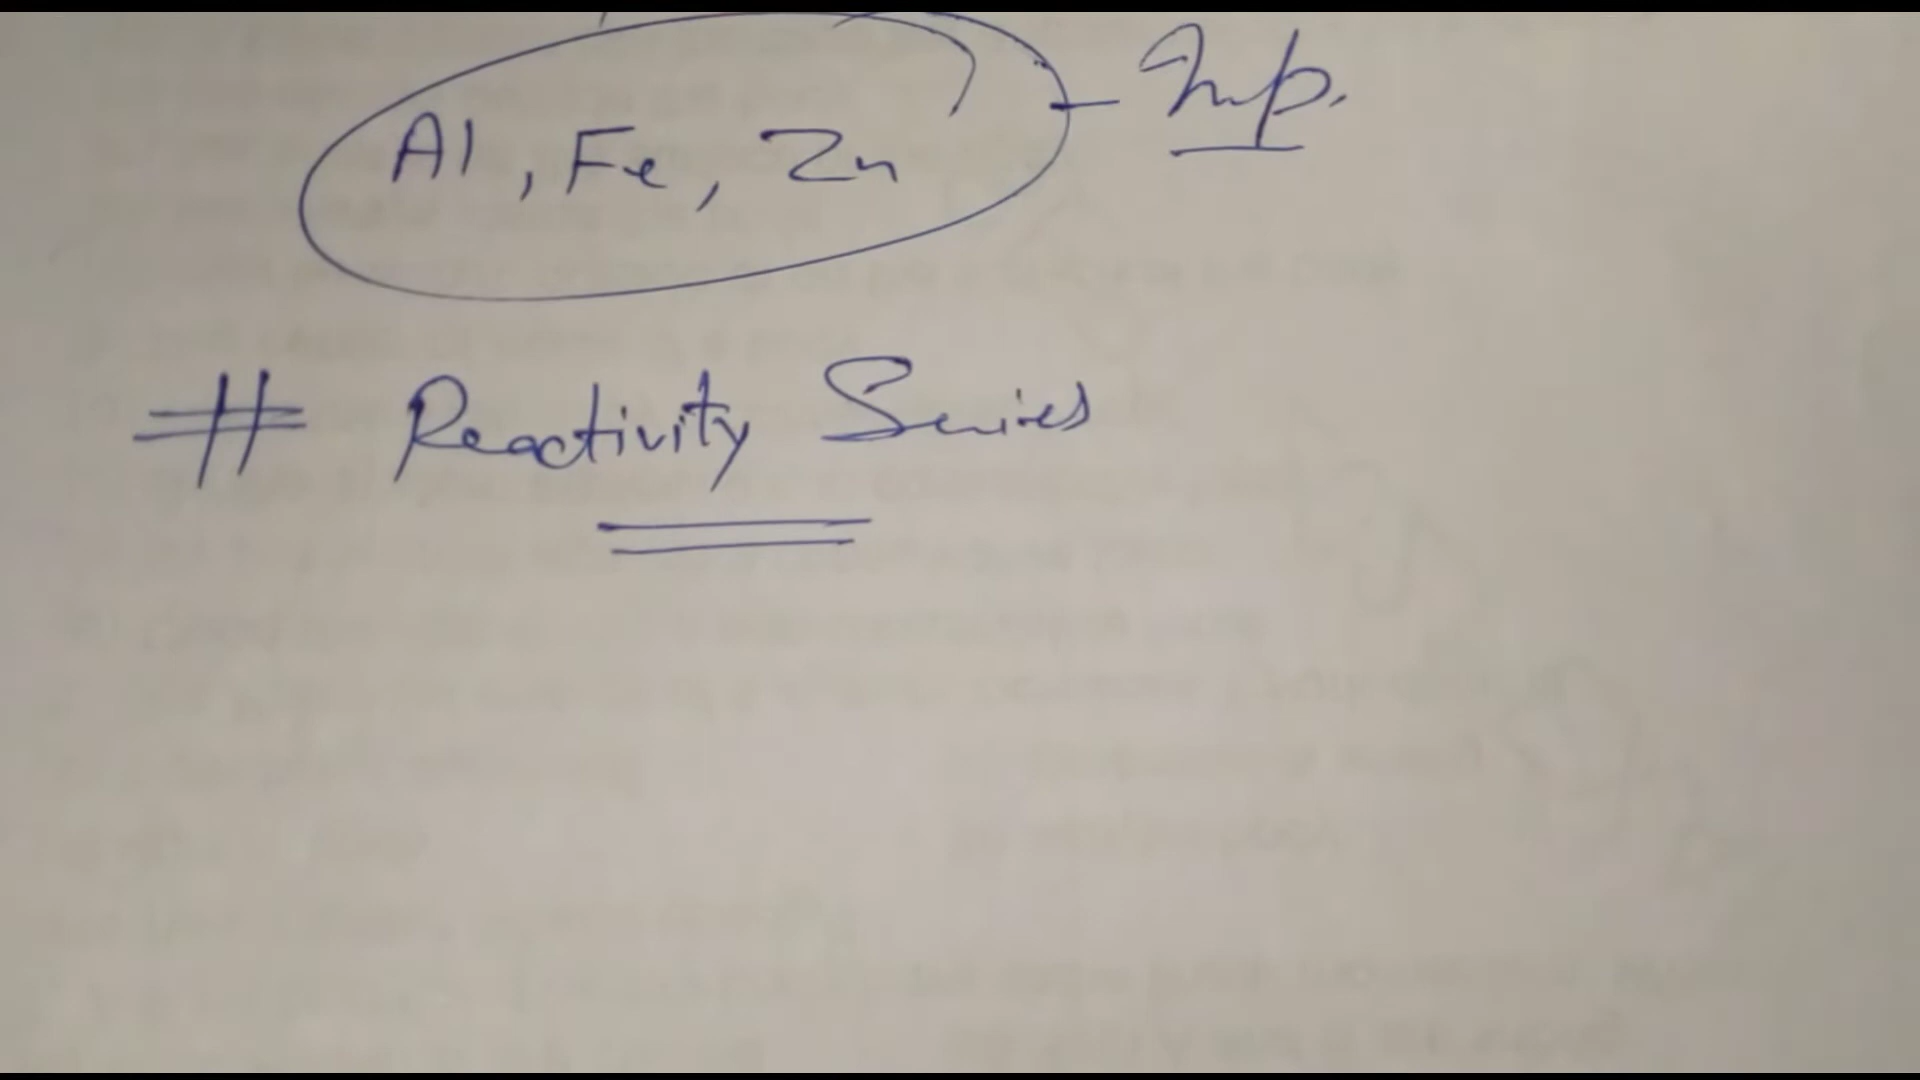 Al, Fe, Zn - Imp.
# Reactivity Series